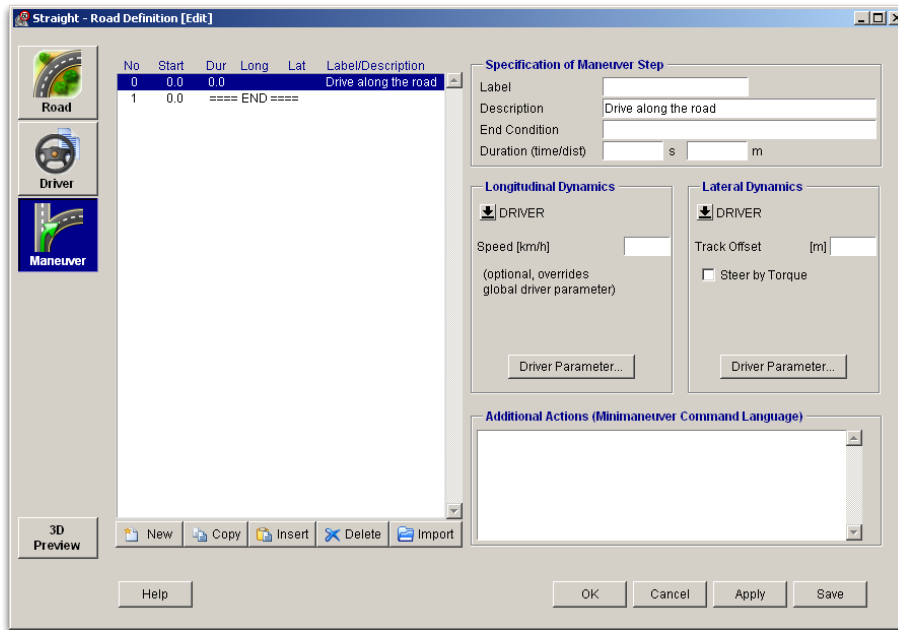 Straight - Road Definition [Edit]
Road
Driver
Maneuver
3D
Preview
No Start Dur Long Lat Label/Description
0 0.0 0.0 Drive along the road
1 0.0 ==== END ====
New Copy Insert Delete Import
Specification of Maneuver Step
Label
Description Drive along the road
End Condition
Duration (time/dist) s m
Longitudinal Dynamics
DRIVER
Speed [km/h]
(optional, overrides
global driver parameter)
Driver Parameter...
Lateral Dynamics
DRIVER
Track Offset [m]
Steer by Torque
Driver Parameter...
Additional Actions (Minimaneuver Command Language)
Help OK Cancel Apply Save